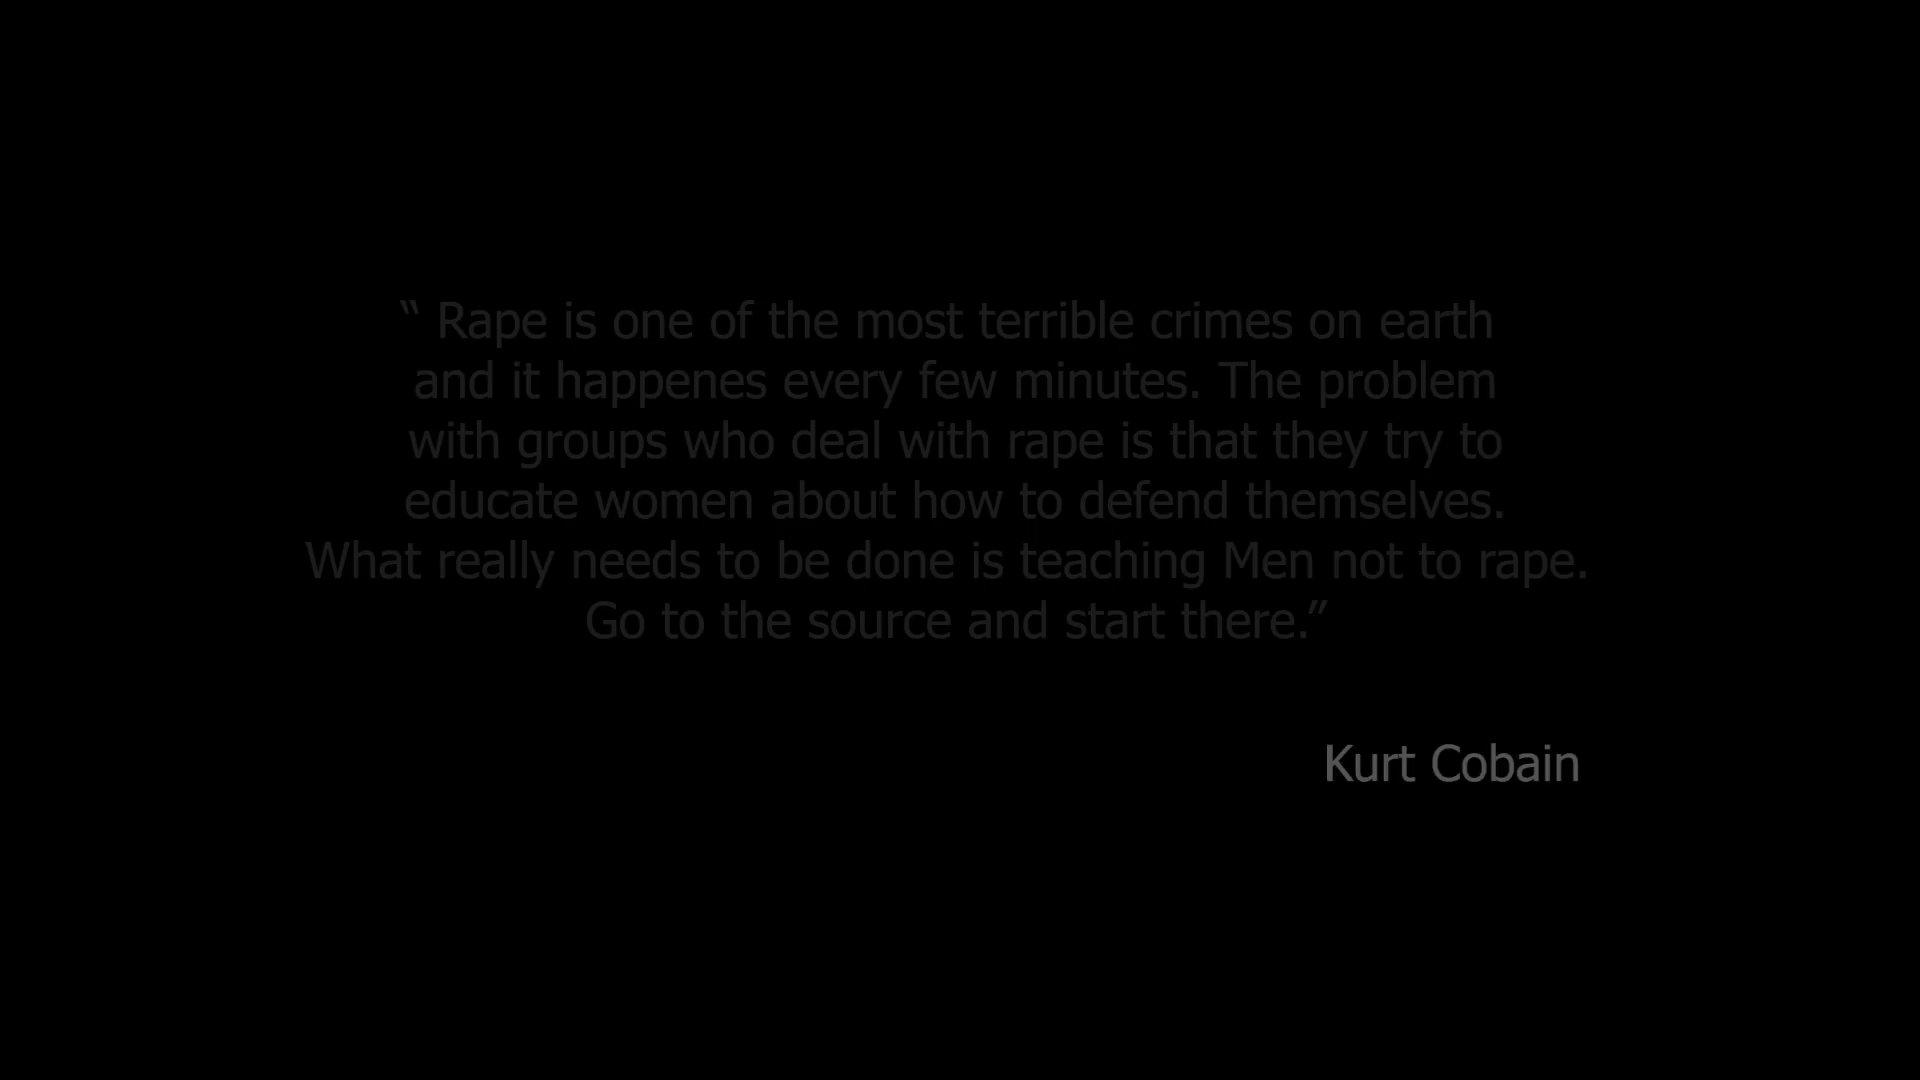 “ Rape is one of the most terrible crimes on earth
and it happenes every few minutes. The problem
with groups who deal with rape is that they try to
educate women about how to defend themselves.
What really needs to be done is teaching Men not to rape.
Go to the source and start there.”
Kurt Cobain